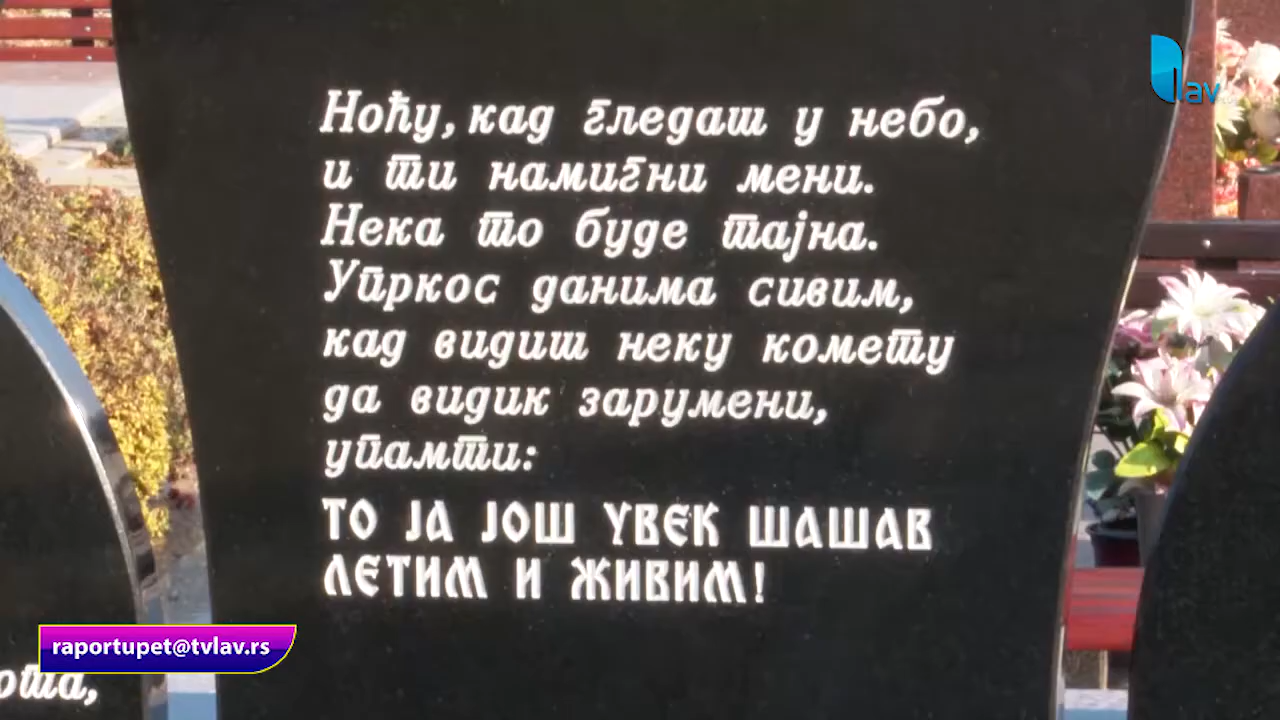 lav
Ноћу, кад гледаш у небо,
и ти намигни мени.
Нека то буде тајна.
Упркос данима сивим,
кад видиш неку комету
да видик зарумени,
упамти:
ТО ЈА ЈОШ УВЕК ШАШАВ
ЛЕТИМ И ЖИВИМ!
raportupet@tvlav.rs